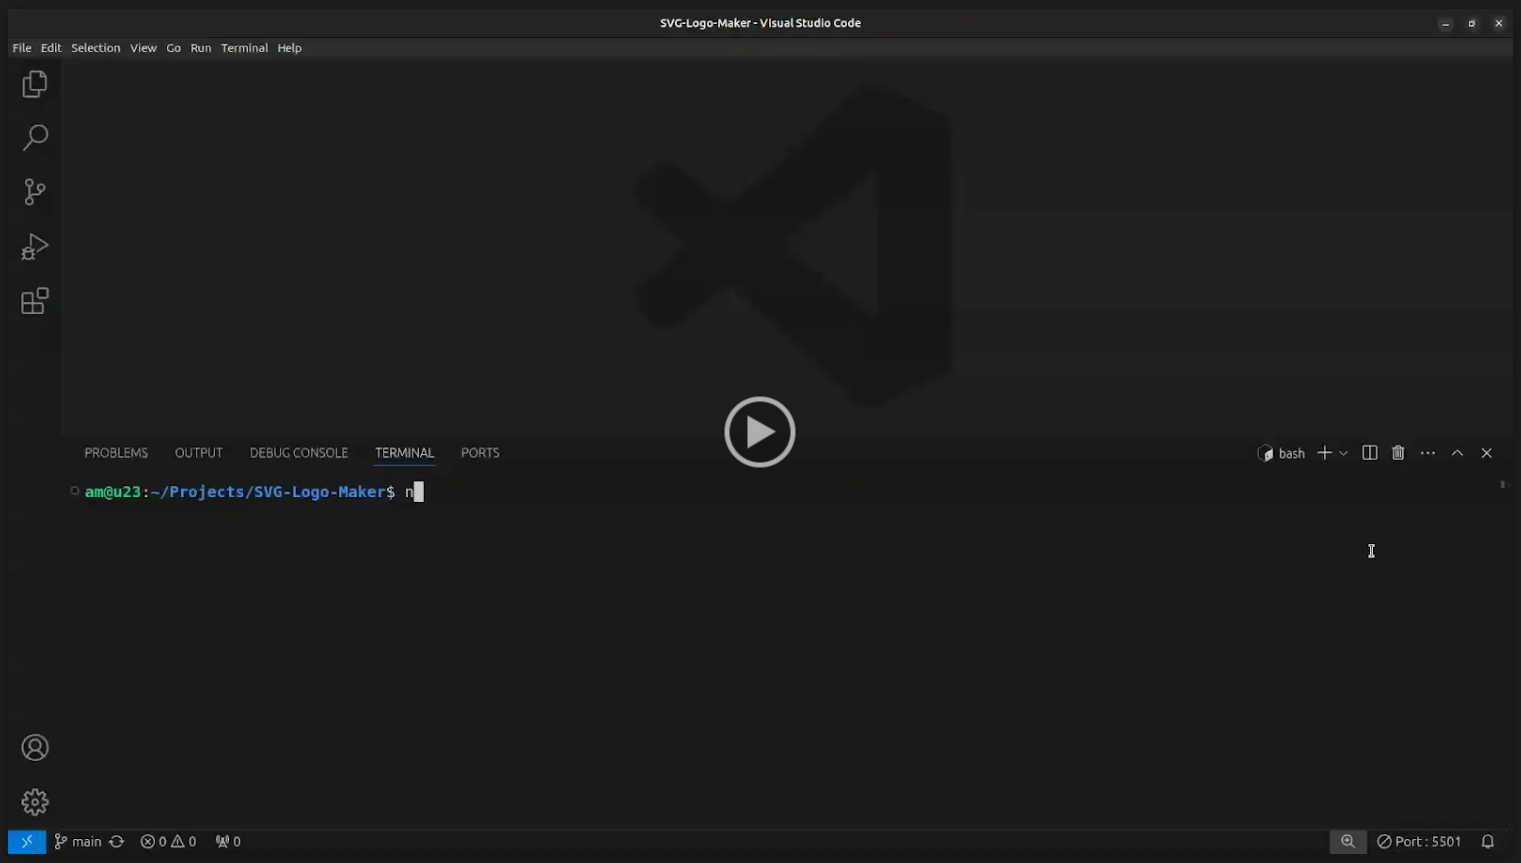 SVG-Logo-Maker - Visual Studio Code
File Edit Selection View Go Run Terminal Help
PROBLEMS OUTPUT DEBUG CONSOLE TERMINAL PORTS bash
am@u23:~/Projects/SVG-Logo-Maker$ n
main 0 0 0 Port : 5501